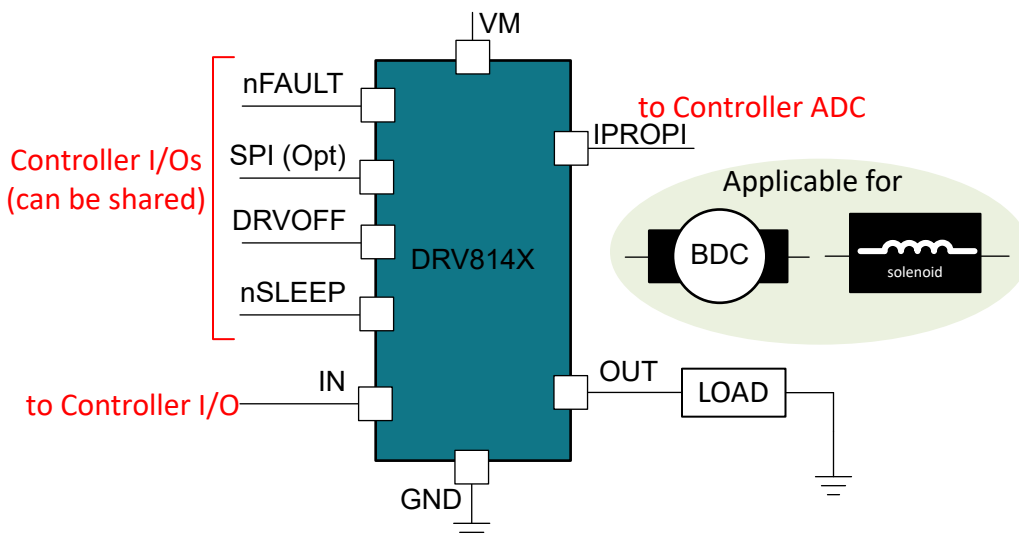 VM
nFAULT
SPI (Opt)
DRVOFF
nSLEEP
Controller I/Os
(can be shared)
IN
to Controller I/O
DRV814X
GND
to Controller ADC
IPROPI
Applicable for
BDC
solenoid
OUT
LOAD